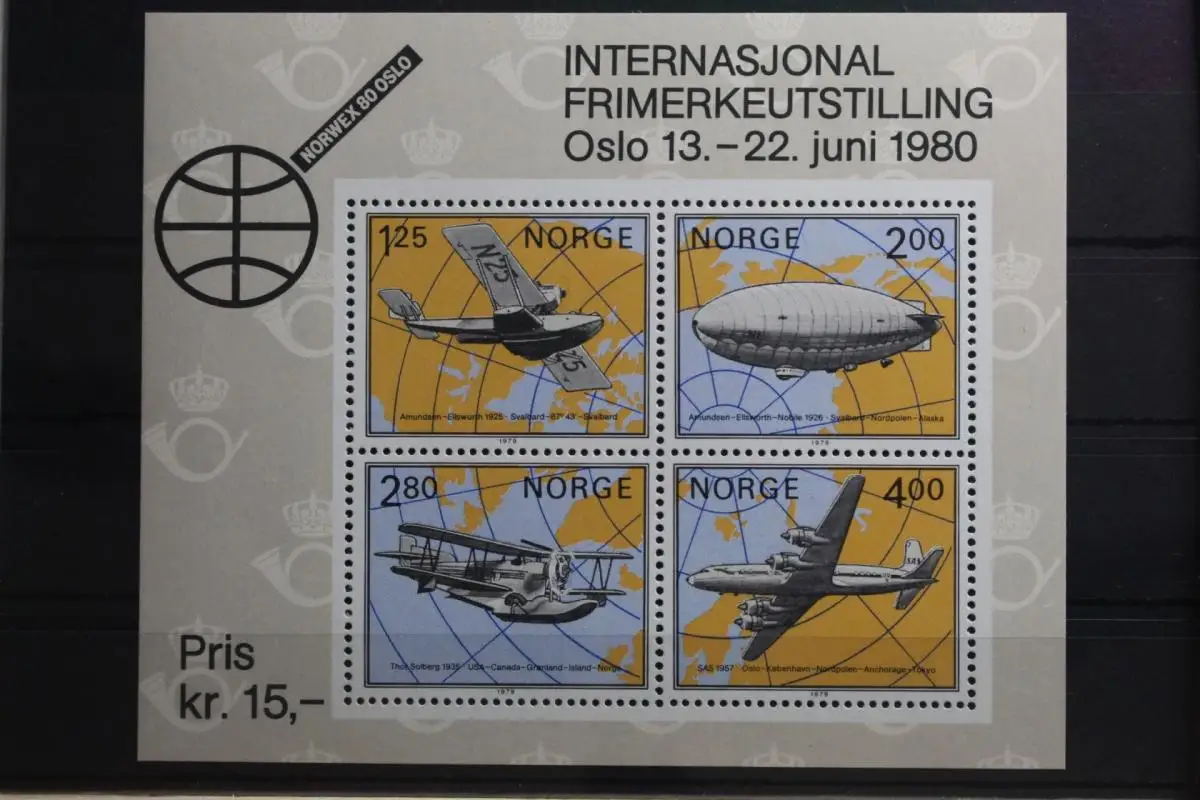 NORWEX 80 OSLO
INTERNASJONAL
FRIMERKEUTSTILLING
Oslo 13.–22. juni 1980
1 25 NORGE
N25
25
Amundsen–Ellsworth 1925 · Svalbard–87° 43'–Svalbard
1979
NORGE 2 00
Amundsen–Ellsworth–Nobile 1926 · Svalbard–Nordpolen–Alaska
1979
2 80 NORGE
Thor Solberg 1935 · USA–Canada–Grønland–Island–Norge
1979
NORGE 4 00
SAS
SAS 1957 Oslo–København–Nordpolen–Anchorage–Tokyo
1979
Pris
kr. 15,–